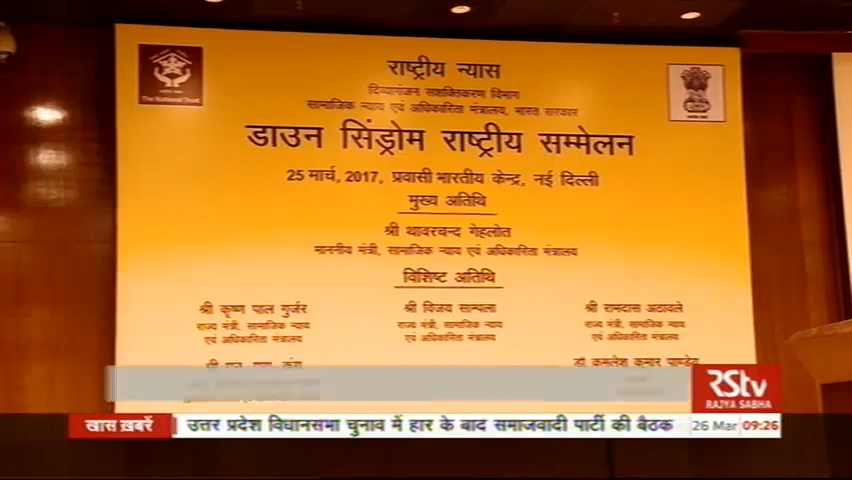 राष्ट्रीय न्यास
दिव्यांगजन सशक्तिकरण विभाग
सामाजिक न्याय एवं अधिकारिता मंत्रालय, भारत सरकार
The National Trust
डाउन सिंड्रोम राष्ट्रीय सम्मेलन
25 मार्च, 2017, प्रवासी भारतीय केन्द्र, नई दिल्ली
मुख्य अतिथि
श्री थावरचन्द गेहलोत
माननीय मंत्री, सामाजिक न्याय एवं अधिकारिता मंत्रालय
विशिष्ट अतिथि
श्री कृष्ण पाल गुर्जर
राज्य मंत्री, सामाजिक न्याय
एवं अधिकारिता मंत्रालय
श्री विजय साम्पला
राज्य मंत्री, सामाजिक न्याय
एवं अधिकारिता मंत्रालय
श्री रामदास अठावले
राज्य मंत्री, सामाजिक न्याय
एवं अधिकारिता मंत्रालय
डॉ कमलेश कुमार पाण्डेय
RStv
RAJYA SABHA
खास ख़बरें
उत्तर प्रदेश विधानसभा चुनाव में हार के बाद समाजवादी पार्टी की बैठक
26 Mar 09:26